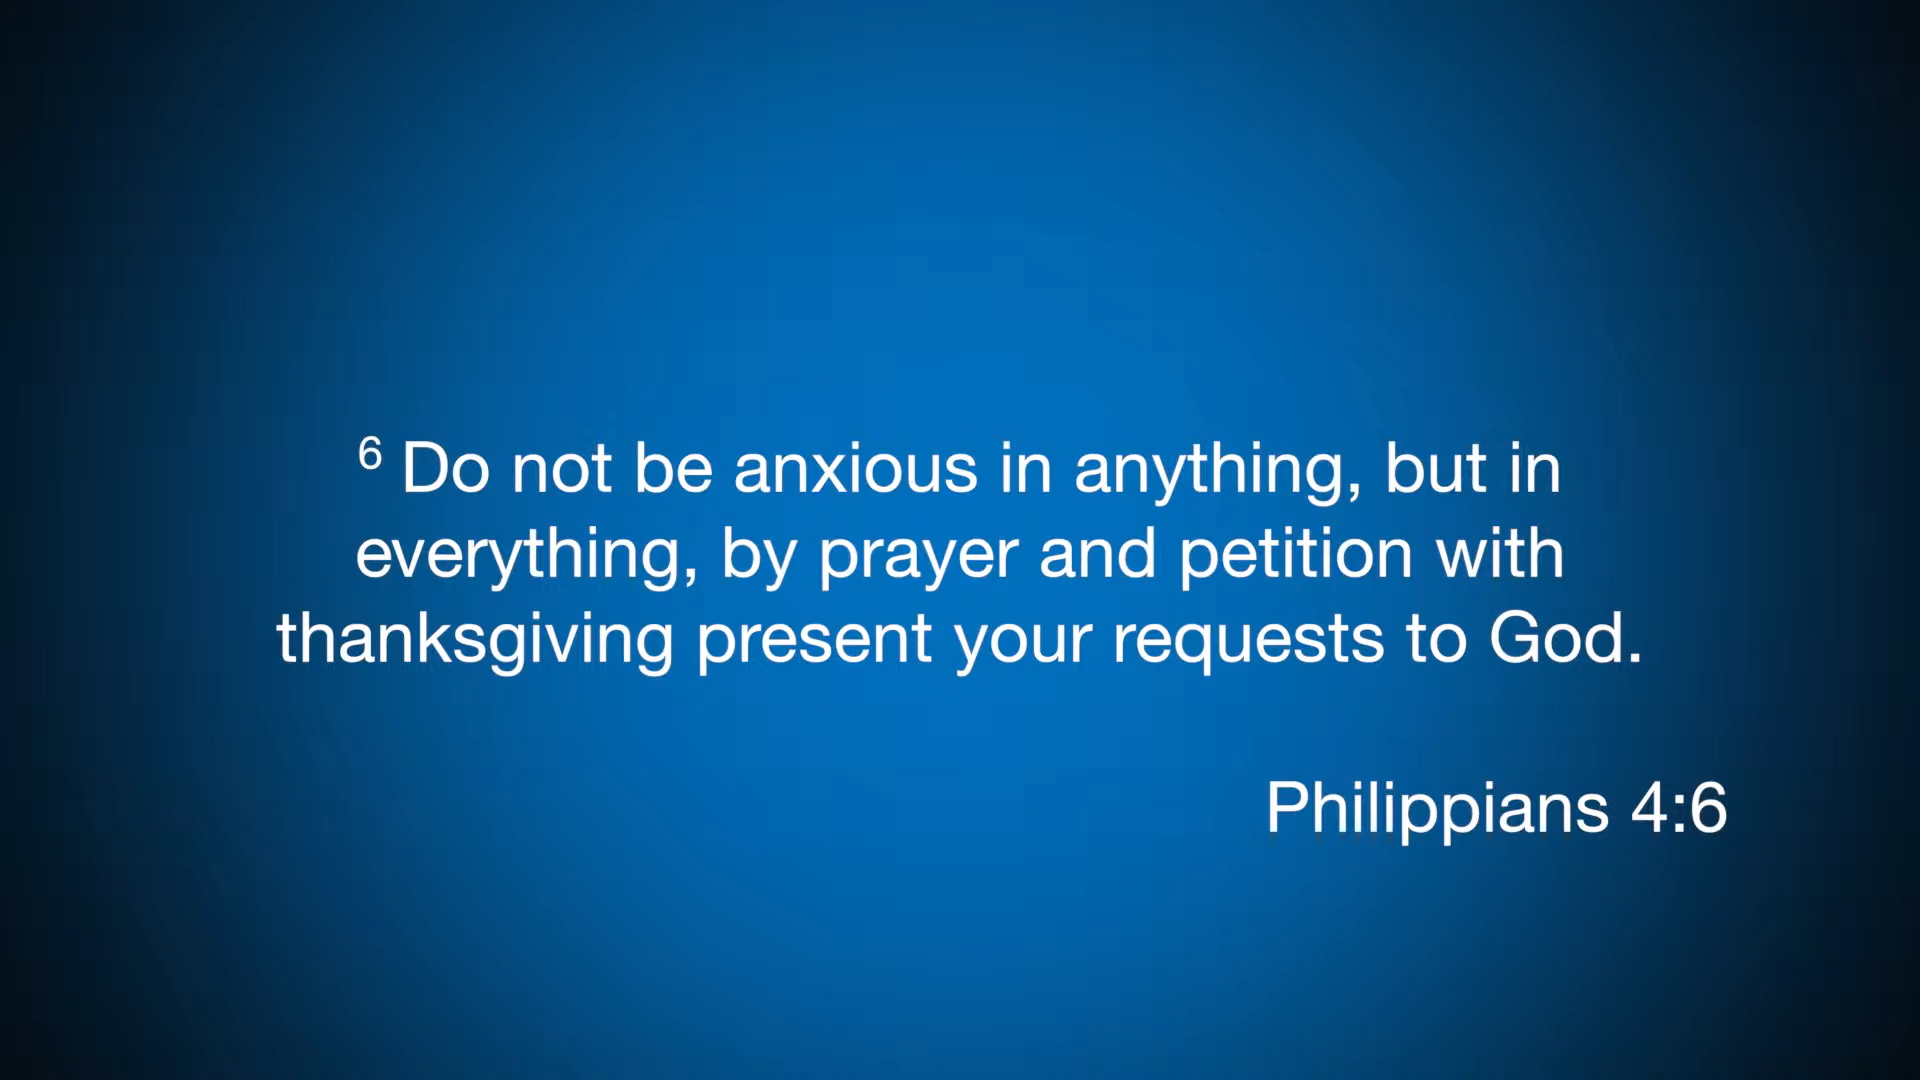 6 Do not be anxious in anything, but in
everything, by prayer and petition with
thanksgiving present your requests to God.
Philippians 4:6